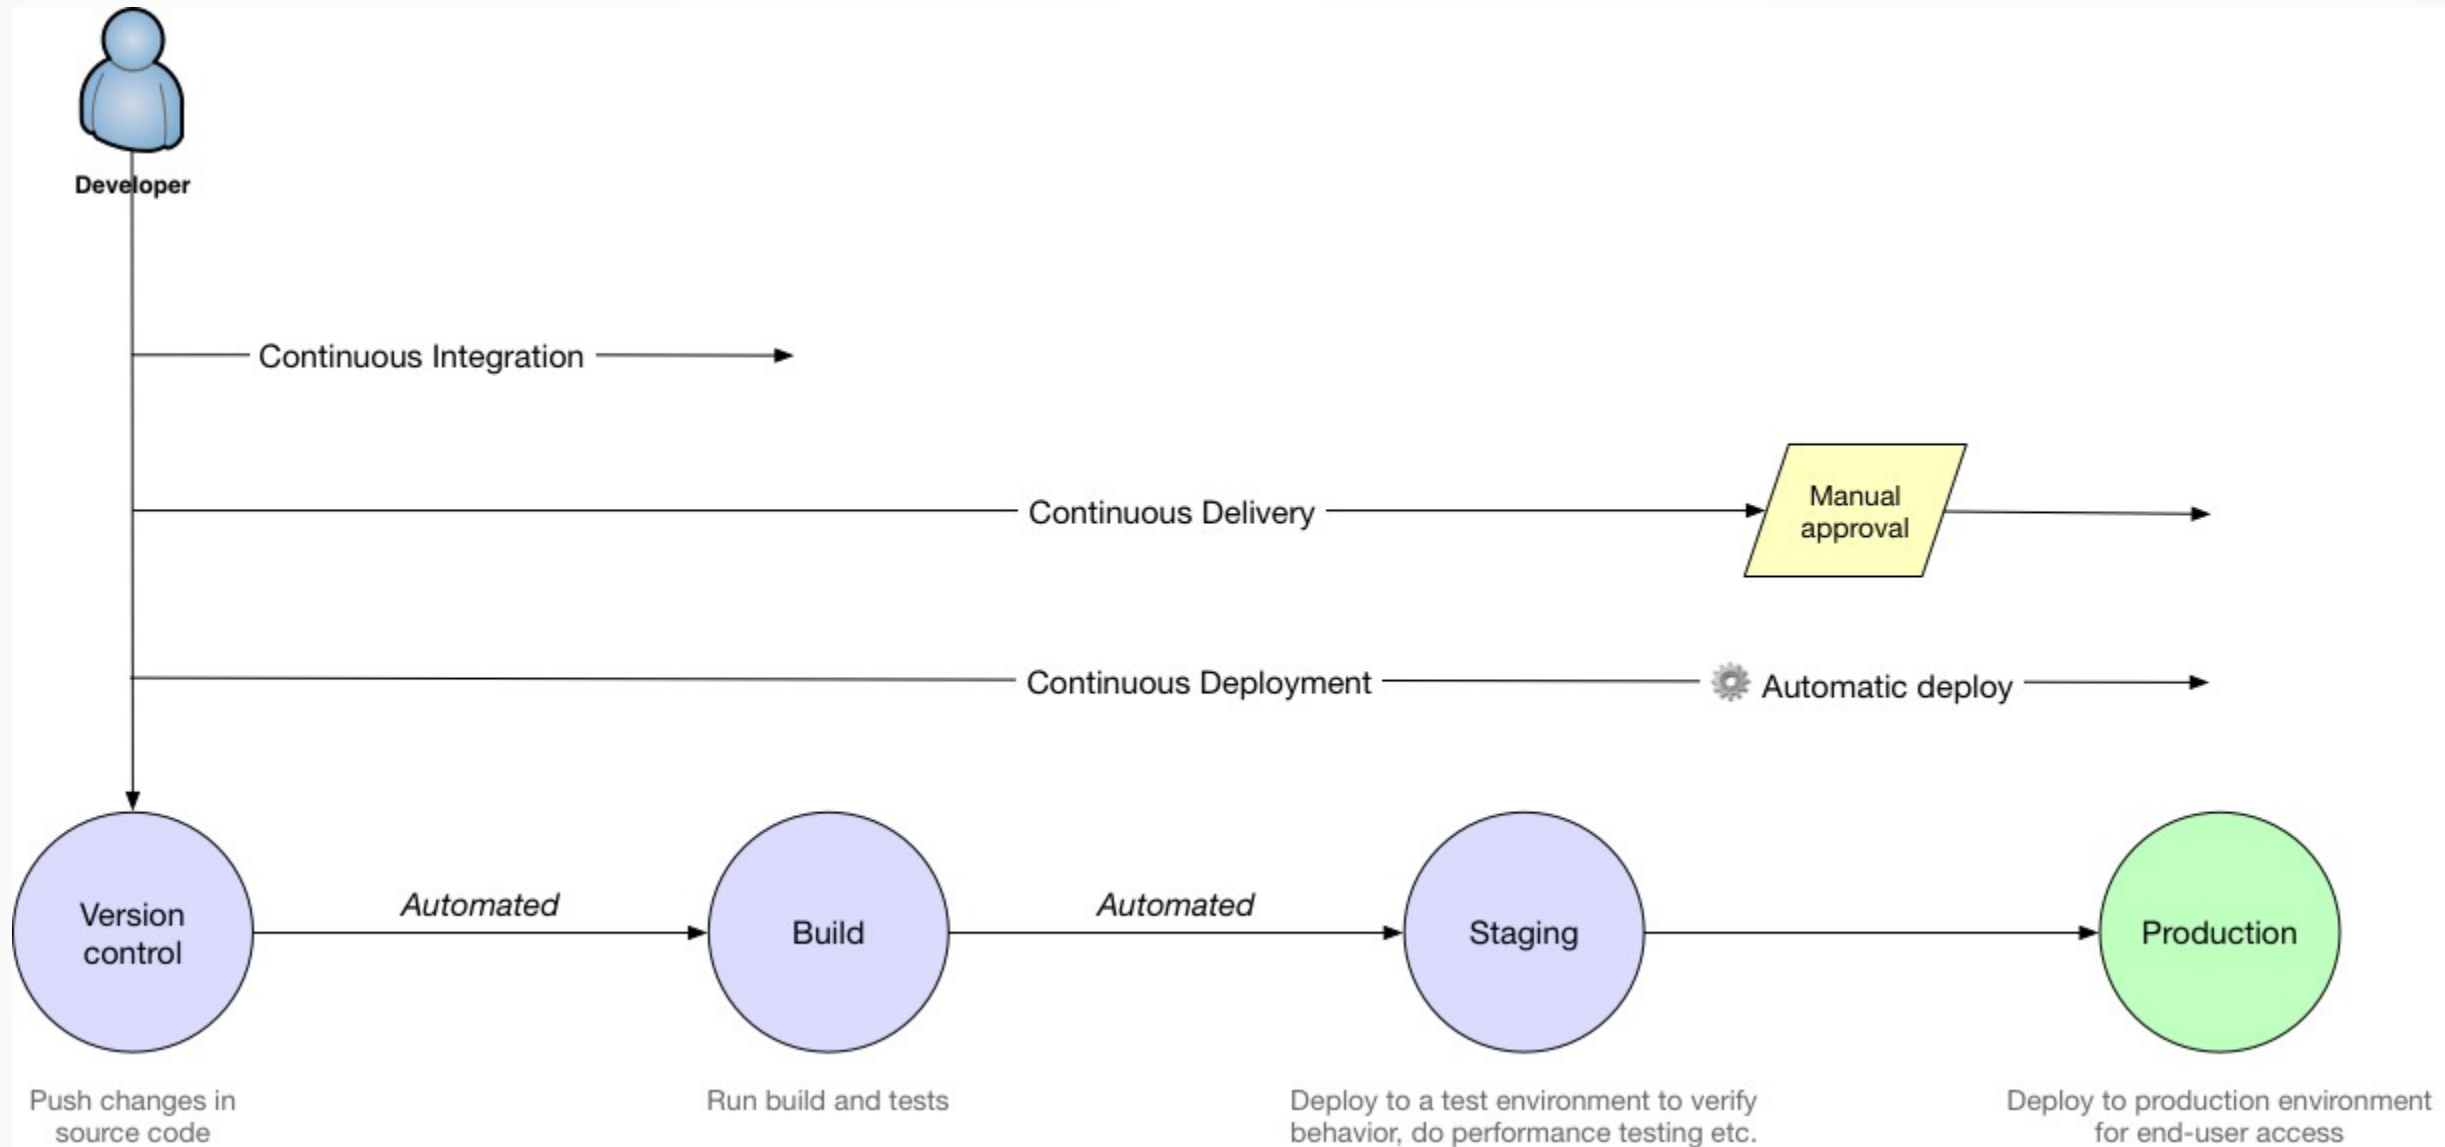 Developer
Continuous Integration
Continuous Delivery
Manual
approval
Continuous Deployment
Automatic deploy
Version
control
Automated
Build
Automated
Staging
Production
Push changes in
source code
Run build and tests
Deploy to a test environment to verify
behavior, do performance testing etc.
Deploy to production environment
for end-user access